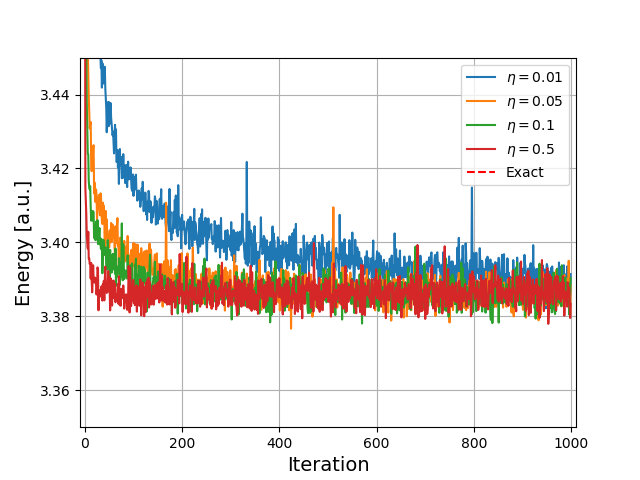 3.44
3.42
3.40
3.38
3.36
Energy [a.u.]
η = 0.01
η = 0.05
η = 0.1
η = 0.5
Exact
0
200
400
600
800
1000
Iteration